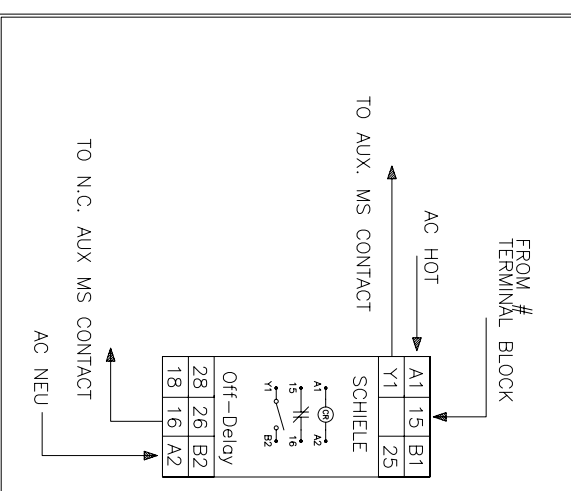 FROM #
TERMINAL BLOCK
AC HOT
TO AUX. MS CONTACT
A1 15 B1
Y1 25
SCHIELE
A1 CR A2
15 16
Y1 B2
Off-Delay
28 26 B2
18 16 A2
TO N.C. AUX MS CONTACT
AC NEU